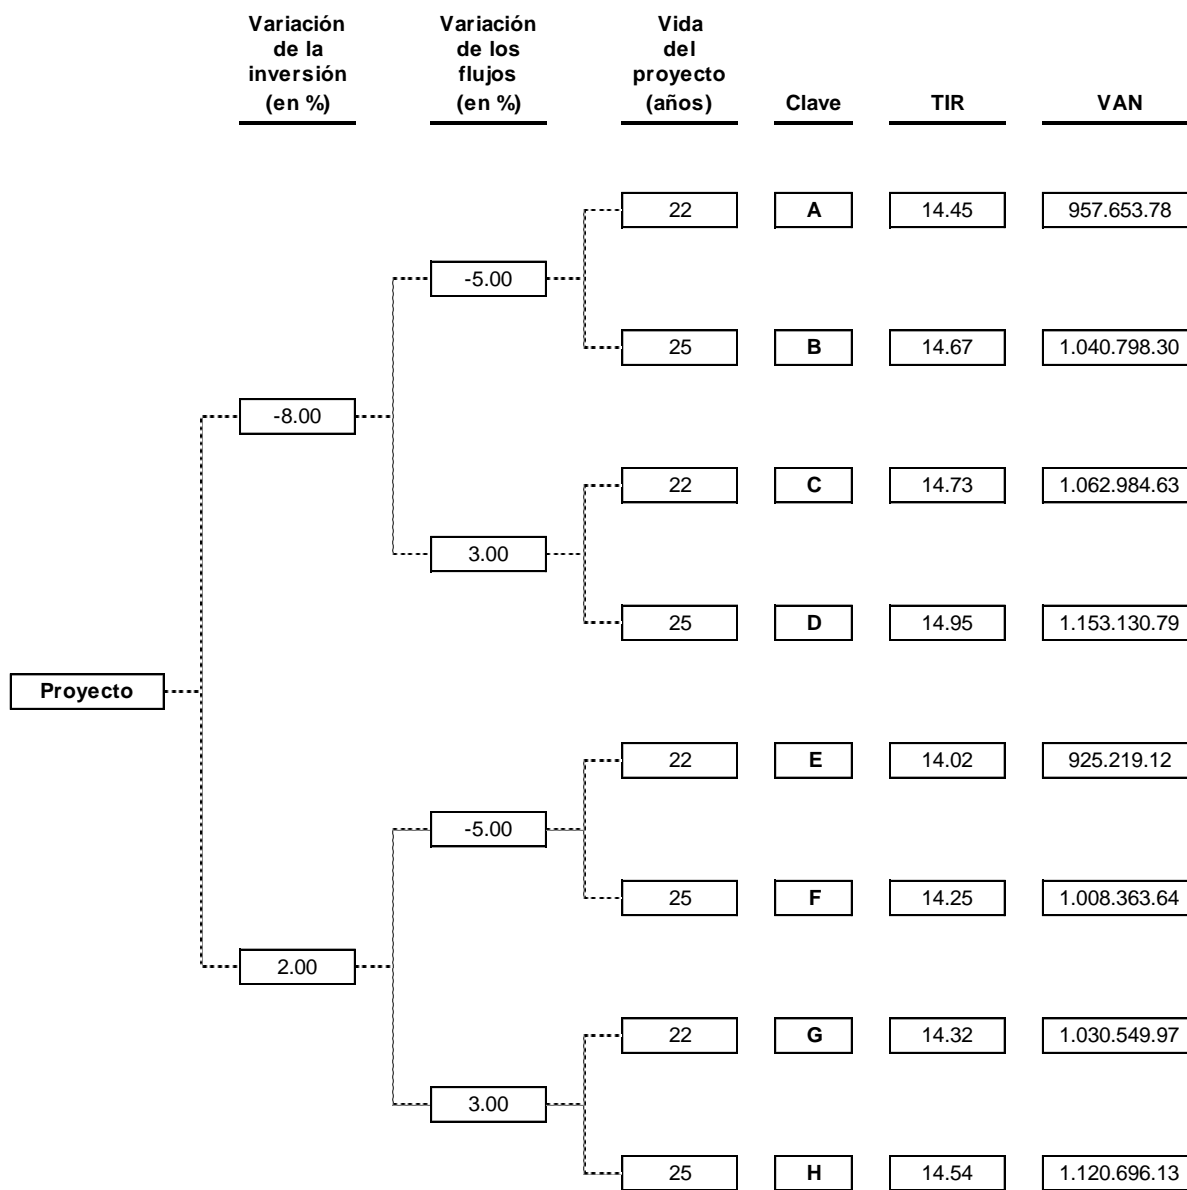 Variación
de la
inversión
(en %)
Variación
de los
flujos
(en %)
Vida
del
proyecto
(años)
Clave
TIR
VAN
22
A
14.45
957.653.78
-5.00
25
B
14.67
1.040.798.30
-8.00
22
C
14.73
1.062.984.63
3.00
25
D
14.95
1.153.130.79
Proyecto
22
E
14.02
925.219.12
-5.00
25
F
14.25
1.008.363.64
2.00
22
G
14.32
1.030.549.97
3.00
25
H
14.54
1.120.696.13